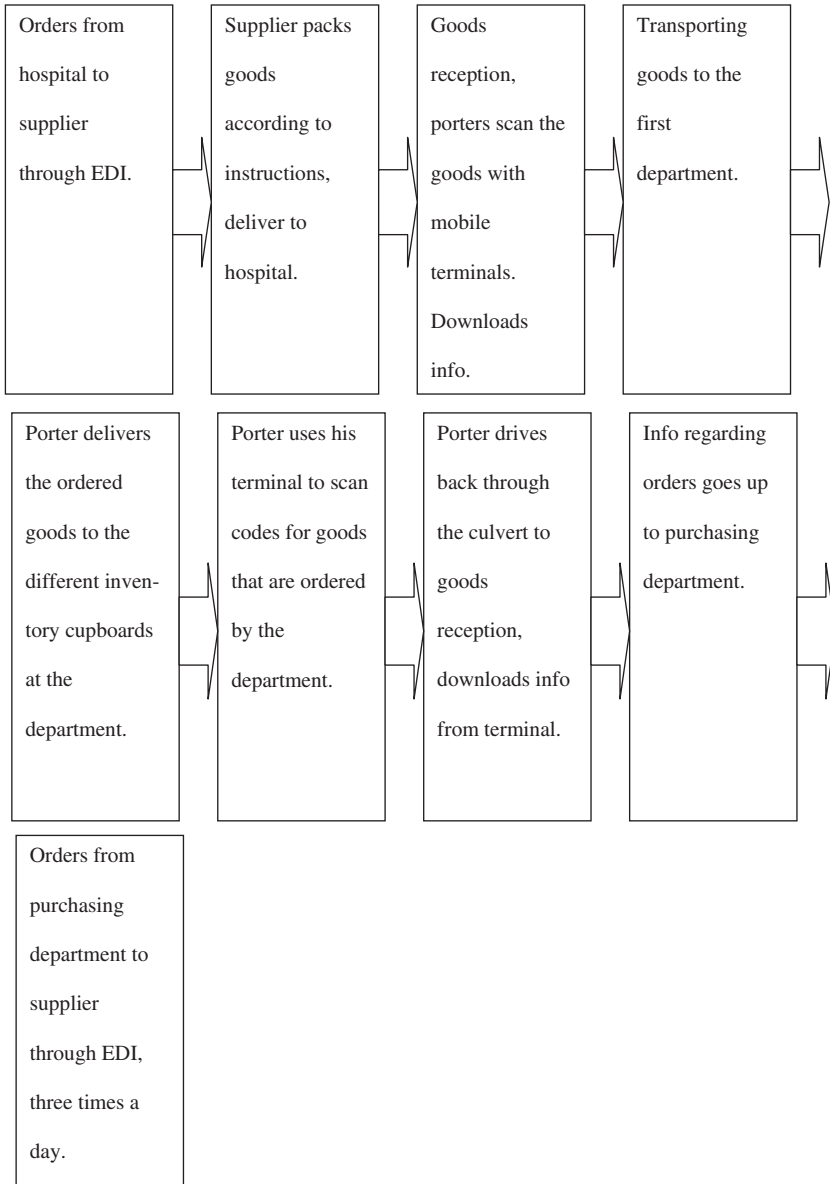 Orders from
hospital to
supplier
through EDI.
Supplier packs
goods
according to
instructions,
deliver to
hospital.
Goods
reception,
porters scan the
goods with
mobile
terminals.
Downloads
info.
Transporting
goods to the
first
department.
Porter delivers
the ordered
goods to the
different inven-
tory cupboards
at the
department.
Porter uses his
terminal to scan
codes for goods
that are ordered
by the
department.
Porter drives
back through
the culvert to
goods
reception,
downloads info
from terminal.
Info regarding
orders goes up
to purchasing
department.
Orders from
purchasing
department to
supplier
through EDI,
three times a
day.